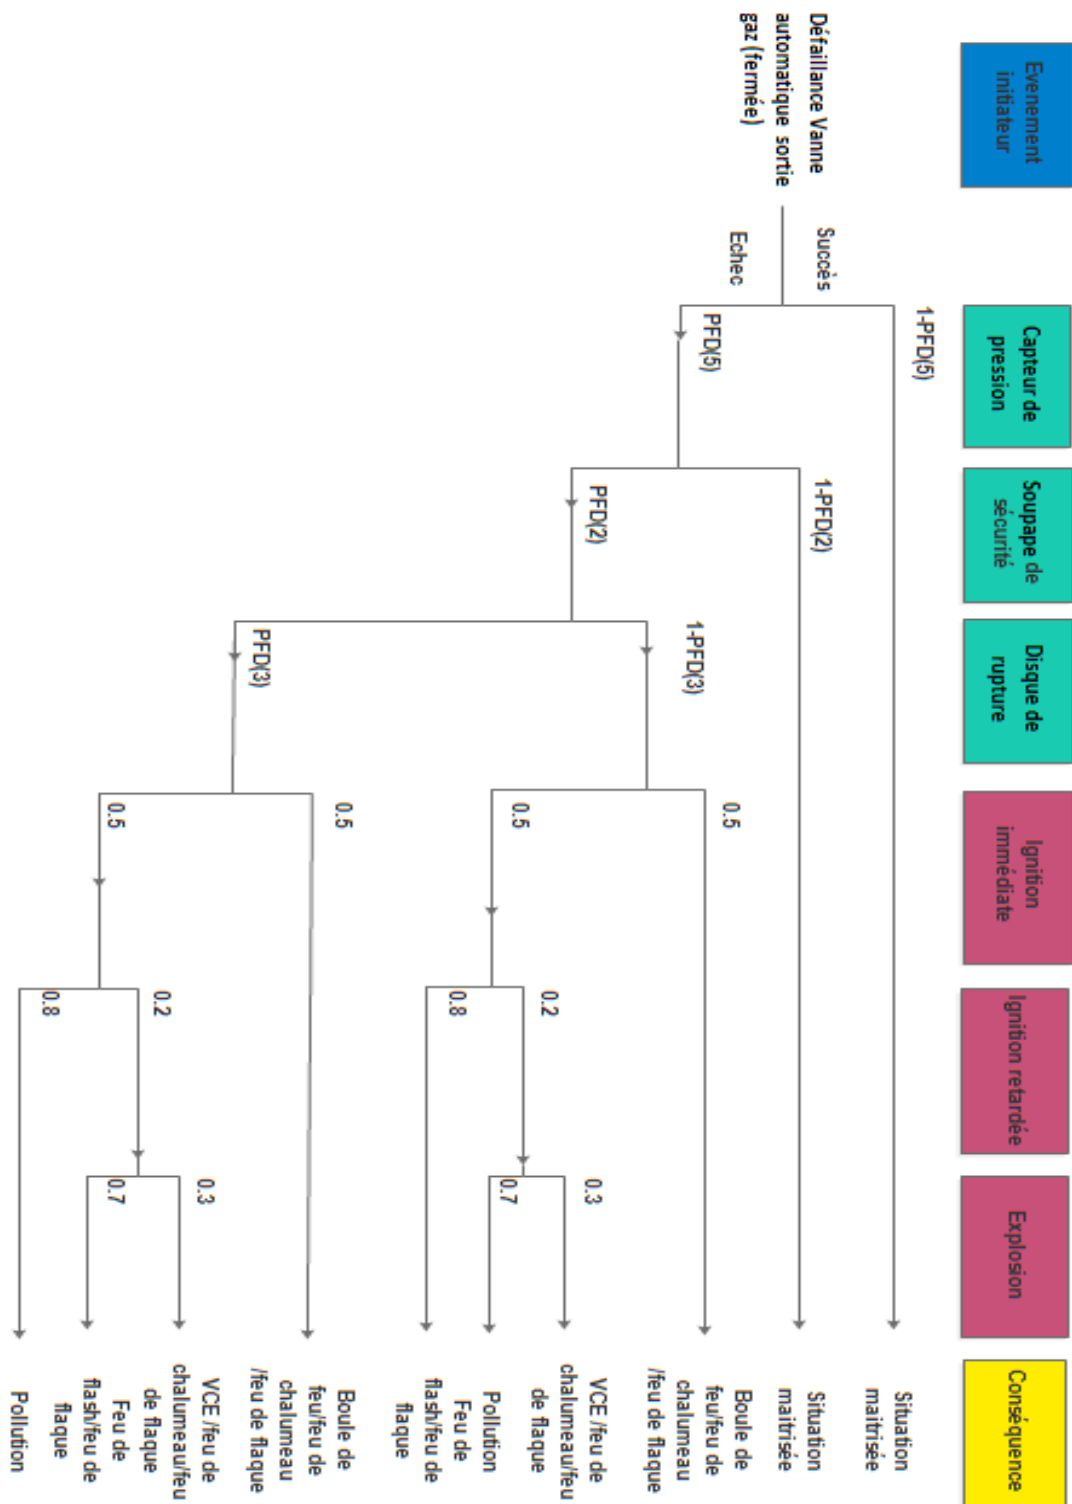 Evenement
initiateur
Capteur de
pression
Soupape de
sécurité
Disque de
rupture
Ignition
immédiate
Ignition retardée
Explosion
Conséquence
Défaillance Vanne
automatique sortie
gaz (fermée)
Succès
Echec
1-PFD(5)
PFD(5)
1-PFD(2)
PFD(2)
1-PFD(3)
PFD(3)
0.5
0.5
0.5
0.5
0.2
0.8
0.2
0.8
0.3
0.7
0.3
0.7
Situation
maitrisée
Situation
maitrisée
Boule de
feu/feu de
chalumeau
/feu de flaque
VCE /feu de
chalumeau/feu
de flaque
Pollution
Feu de
flash/feu de
flaque
Boule de
feu/feu de
chalumeau
/feu de flaque
VCE /feu de
chalumeau/feu
de flaque
Feu de
flash/feu de
flaque
Pollution